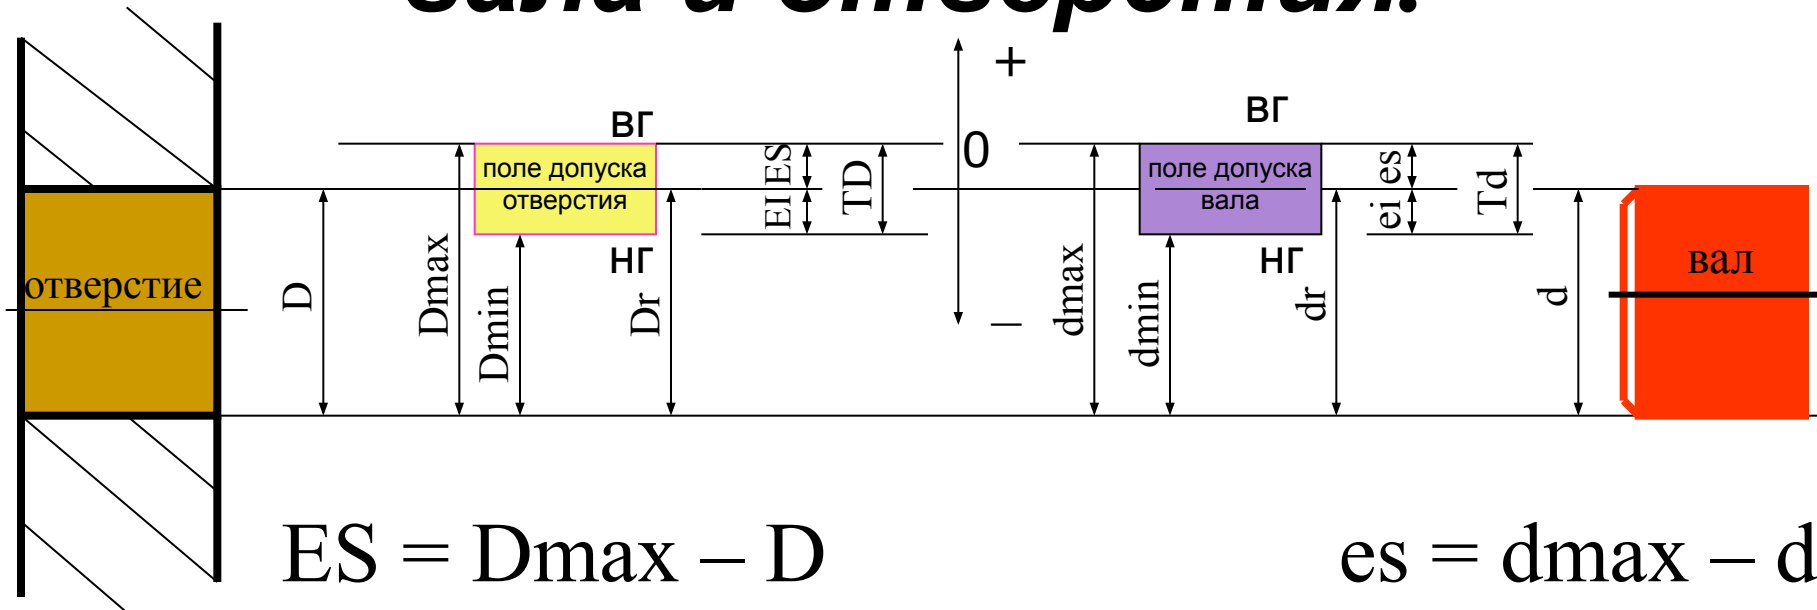 вала и отверстия.
+
вг
вг
0
поле допуска
отверстия
ES
EI
TD
поле допуска
вала
es
ei
Td
нг
нг
отверстие
D
Dmax
Dmin
Dr
–
dmax
dmin
dr
d
вал
ES = Dmax – D
es = dmax – d